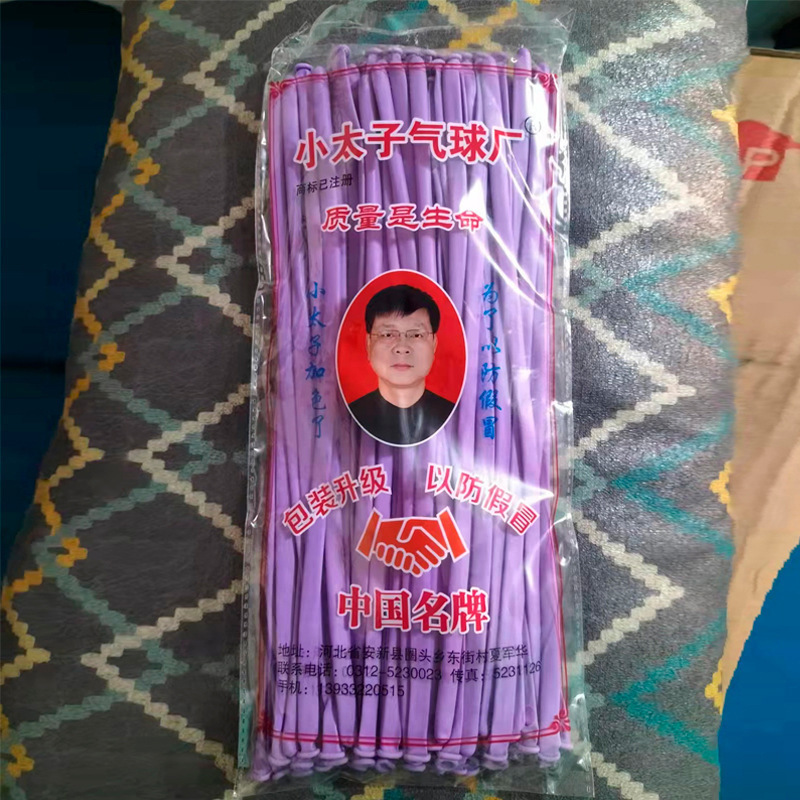 小太子气球厂
商标已注册
质量是生命
小太子加色了
为了以防假冒
包装升级 以防假冒
中国名牌
地址：河北省安新县圈头乡东街村夏军华
联系电话：0312-5230023 传真：5231126
手机：13933220515
P